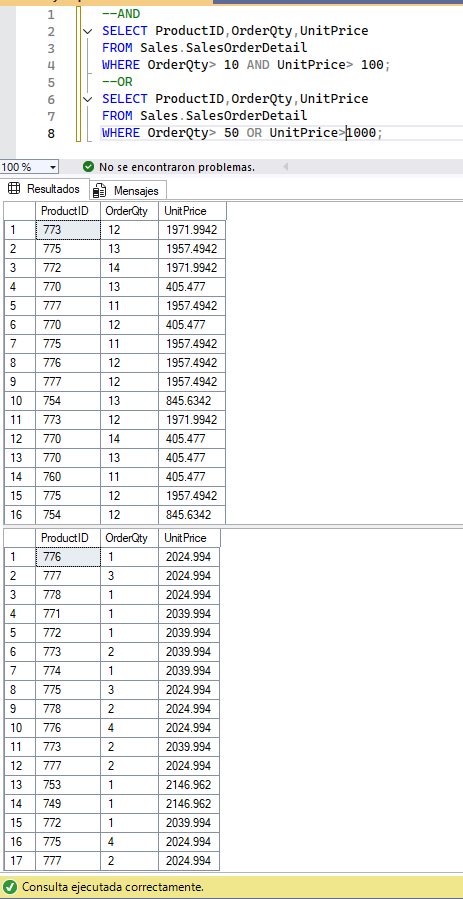 1 --AND
2 SELECT ProductID,OrderQty,UnitPrice
3 FROM Sales.SalesOrderDetail
4 WHERE OrderQty> 10 AND UnitPrice> 100;
5 --OR
6 SELECT ProductID,OrderQty,UnitPrice
7 FROM Sales.SalesOrderDetail
8 WHERE OrderQty> 50 OR UnitPrice>1000;
100 % No se encontraron problemas.
Resultados Mensajes
ProductID OrderQty UnitPrice
1 773 12 1971.9942
2 775 13 1957.4942
3 772 14 1971.9942
4 770 13 405.477
5 777 11 1957.4942
6 770 12 405.477
7 775 11 1957.4942
8 776 12 1957.4942
9 777 12 1957.4942
10 754 13 845.6342
11 773 12 1971.9942
12 770 14 405.477
13 770 13 405.477
14 760 11 405.477
15 775 12 1957.4942
16 754 12 845.6342
ProductID OrderQty UnitPrice
1 776 1 2024.994
2 777 3 2024.994
3 778 1 2024.994
4 771 1 2039.994
5 772 1 2039.994
6 773 2 2039.994
7 774 1 2039.994
8 775 3 2024.994
9 778 2 2024.994
10 776 4 2024.994
11 773 2 2039.994
12 777 2 2024.994
13 753 1 2146.962
14 749 1 2146.962
15 772 1 2039.994
16 775 4 2024.994
17 777 2 2024.994
Consulta ejecutada correctamente.